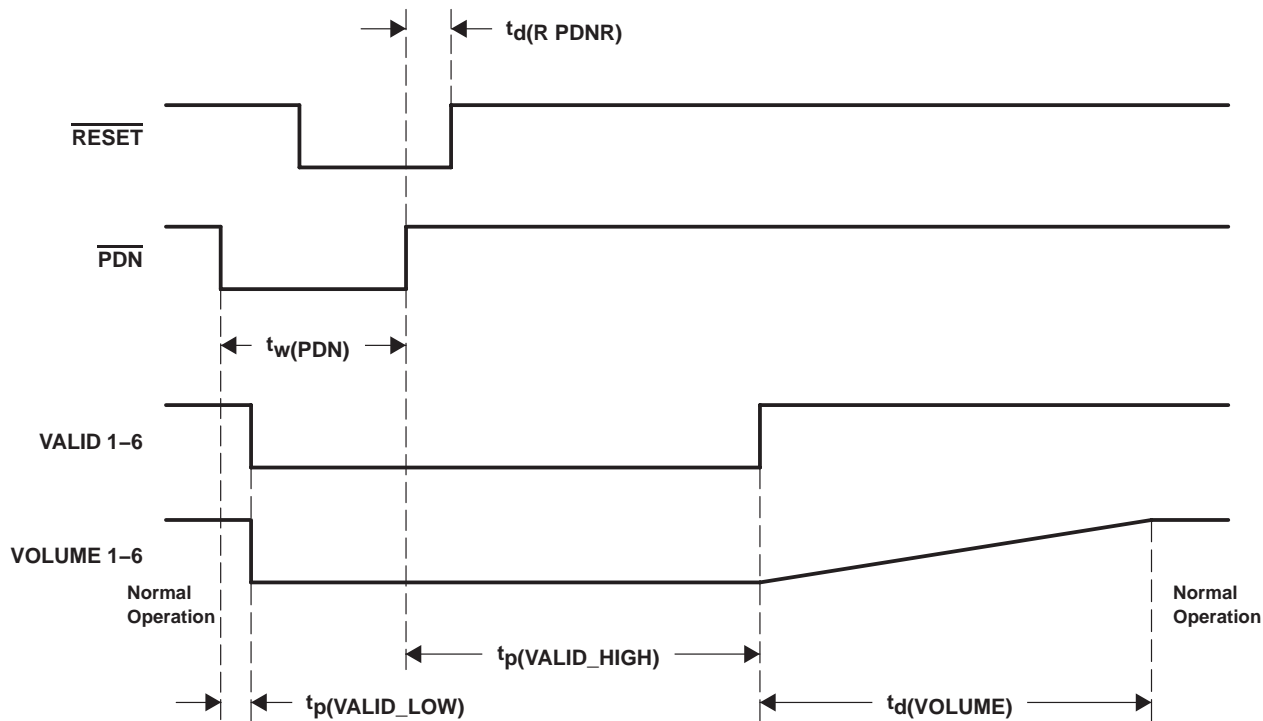 td(R PDNR)
RESET
PDN
tw(PDN)
VALID 1–6
VOLUME 1–6
Normal
Operation
Normal
Operation
tp(VALID_HIGH)
tp(VALID_LOW)
td(VOLUME)